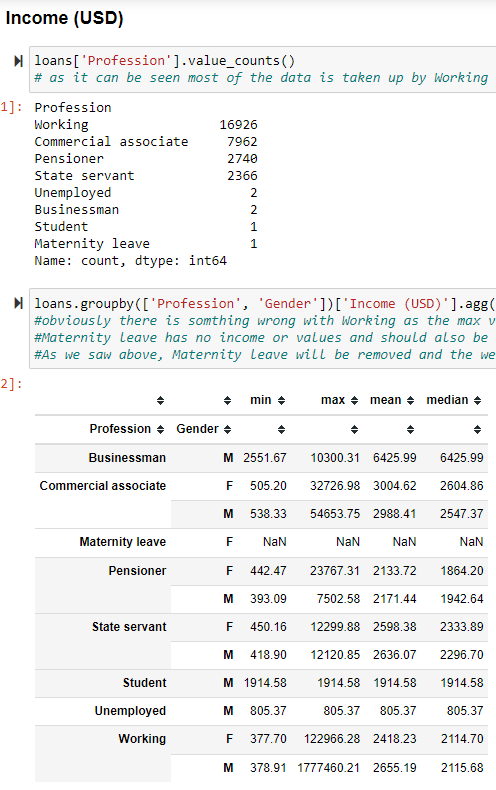 Income (USD)
loans['Profession'].value_counts()
# as it can be seen most of the data is taken up by Working
1]: Profession
Working 16926
Commercial associate 7962
Pensioner 2740
State servant 2366
Unemployed 2
Businessman 2
Student 1
Maternity leave 1
Name: count, dtype: int64
loans.groupby(['Profession', 'Gender'])['Income (USD)'].agg(
#obviously there is somthing wrong with Working as the max v
#Maternity leave has no income or values and should also be
#As we saw above, Maternity leave will be removed and the we
2]:
min max mean median
Profession Gender
Businessman M 2551.67 10300.31 6425.99 6425.99
Commercial associate F 505.20 32726.98 3004.62 2604.86
M 538.33 54653.75 2988.41 2547.37
Maternity leave F NaN NaN NaN NaN
Pensioner F 442.47 23767.31 2133.72 1864.20
M 393.09 7502.58 2171.44 1942.64
State servant F 450.16 12299.88 2598.38 2333.89
M 418.90 12120.85 2636.07 2296.70
Student M 1914.58 1914.58 1914.58 1914.58
Unemployed M 805.37 805.37 805.37 805.37
Working F 377.70 122966.28 2418.23 2114.70
M 378.91 1777460.21 2655.19 2115.68